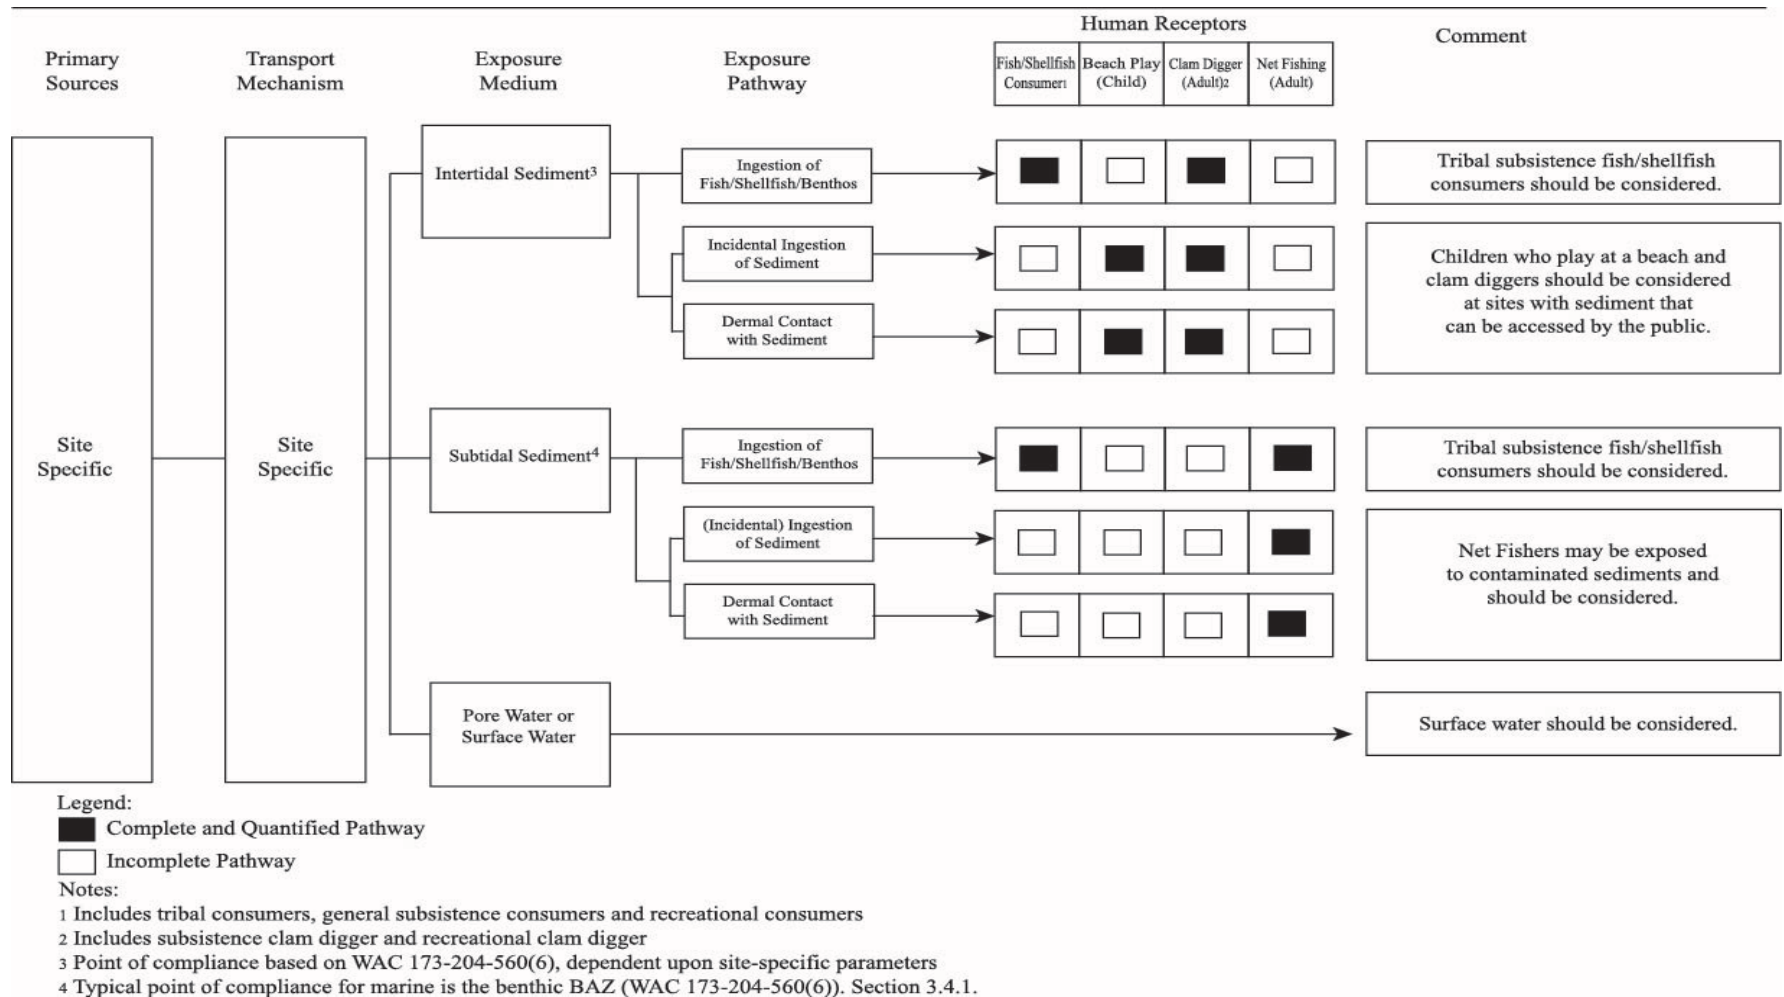 Human Receptors
Primary
Sources
Transport
Mechanism
Exposure
Medium
Exposure
Pathway
Fish/Shellfish
Consumer1
Beach Play
(Child)
Clam Digger
(Adult)2
Net Fishing
(Adult)
Comment
Site
Specific
Site
Specific
Intertidal Sediment3
Ingestion of
Fish/Shellfish/Benthos
Tribal subsistence fish/shellfish
consumers should be considered.
Incidental Ingestion
of Sediment
Dermal Contact
with Sediment
Children who play at a beach and
clam diggers should be considered
at sites with sediment that
can be accessed by the public.
Subtidal Sediment4
Ingestion of
Fish/Shellfish/Benthos
Tribal subsistence fish/shellfish
consumers should be considered.
(Incidental) Ingestion
of Sediment
Dermal Contact
with Sediment
Net Fishers may be exposed
to contaminated sediments and
should be considered.
Pore Water or
Surface Water
Surface water should be considered.
Legend:
Complete and Quantified Pathway
Incomplete Pathway
Notes:
1 Includes tribal consumers, general subsistence consumers and recreational consumers
2 Includes subsistence clam digger and recreational clam digger
3 Point of compliance based on WAC 173-204-560(6), dependent upon site-specific parameters
4 Typical point of compliance for marine is the benthic BAZ (WAC 173-204-560(6)). Section 3.4.1.